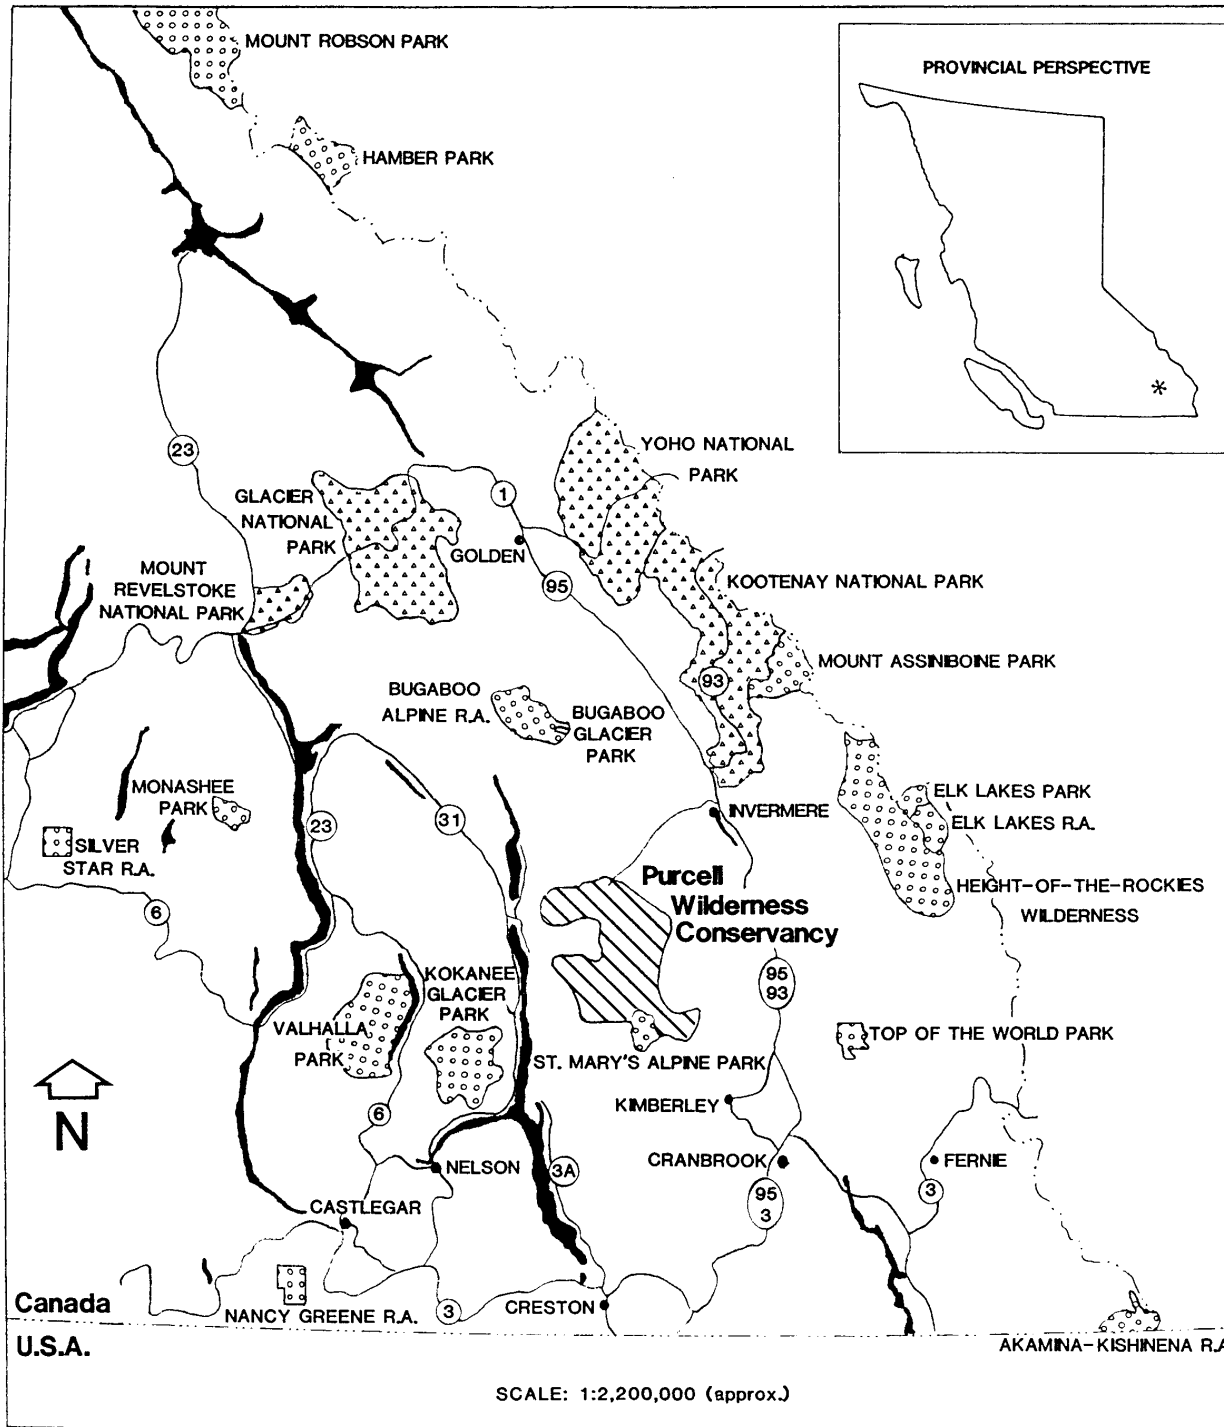 MOUNT ROBSON PARK
PROVINCIAL PERSPECTIVE
HAMBER PARK
*
23
YOHO NATIONAL
PARK
GLACIER
NATIONAL
PARK
1
GOLDEN
MOUNT
REVELSTOKE
NATIONAL PARK
95
KOOTENAY NATIONAL PARK
MOUNT ASSINIBOINE PARK
93
BUGABOO
ALPINE R.A.
BUGABOO
GLACIER
PARK
MONASHEE
PARK
ELK LAKES PARK
INVERMERE
ELK LAKES R.A.
23
31
SILVER
STAR R.A.
Purcell
Wilderness
Conservancy
HEIGHT-OF-THE-ROCKIES
WILDERNESS
6
KOKANEE
GLACIER
PARK
95
93
VALHALLA
PARK
TOP OF THE WORLD PARK
ST. MARY'S ALPINE PARK
N
6
KIMBERLEY
NELSON
3A
CRANBROOK
FERNIE
95
3
3
CASTLEGAR
Canada
NANCY GREENE R.A.
3
CRESTON
U.S.A.
AKAMINA-KISHINENA R.A
SCALE: 1:2,200,000 (approx.)